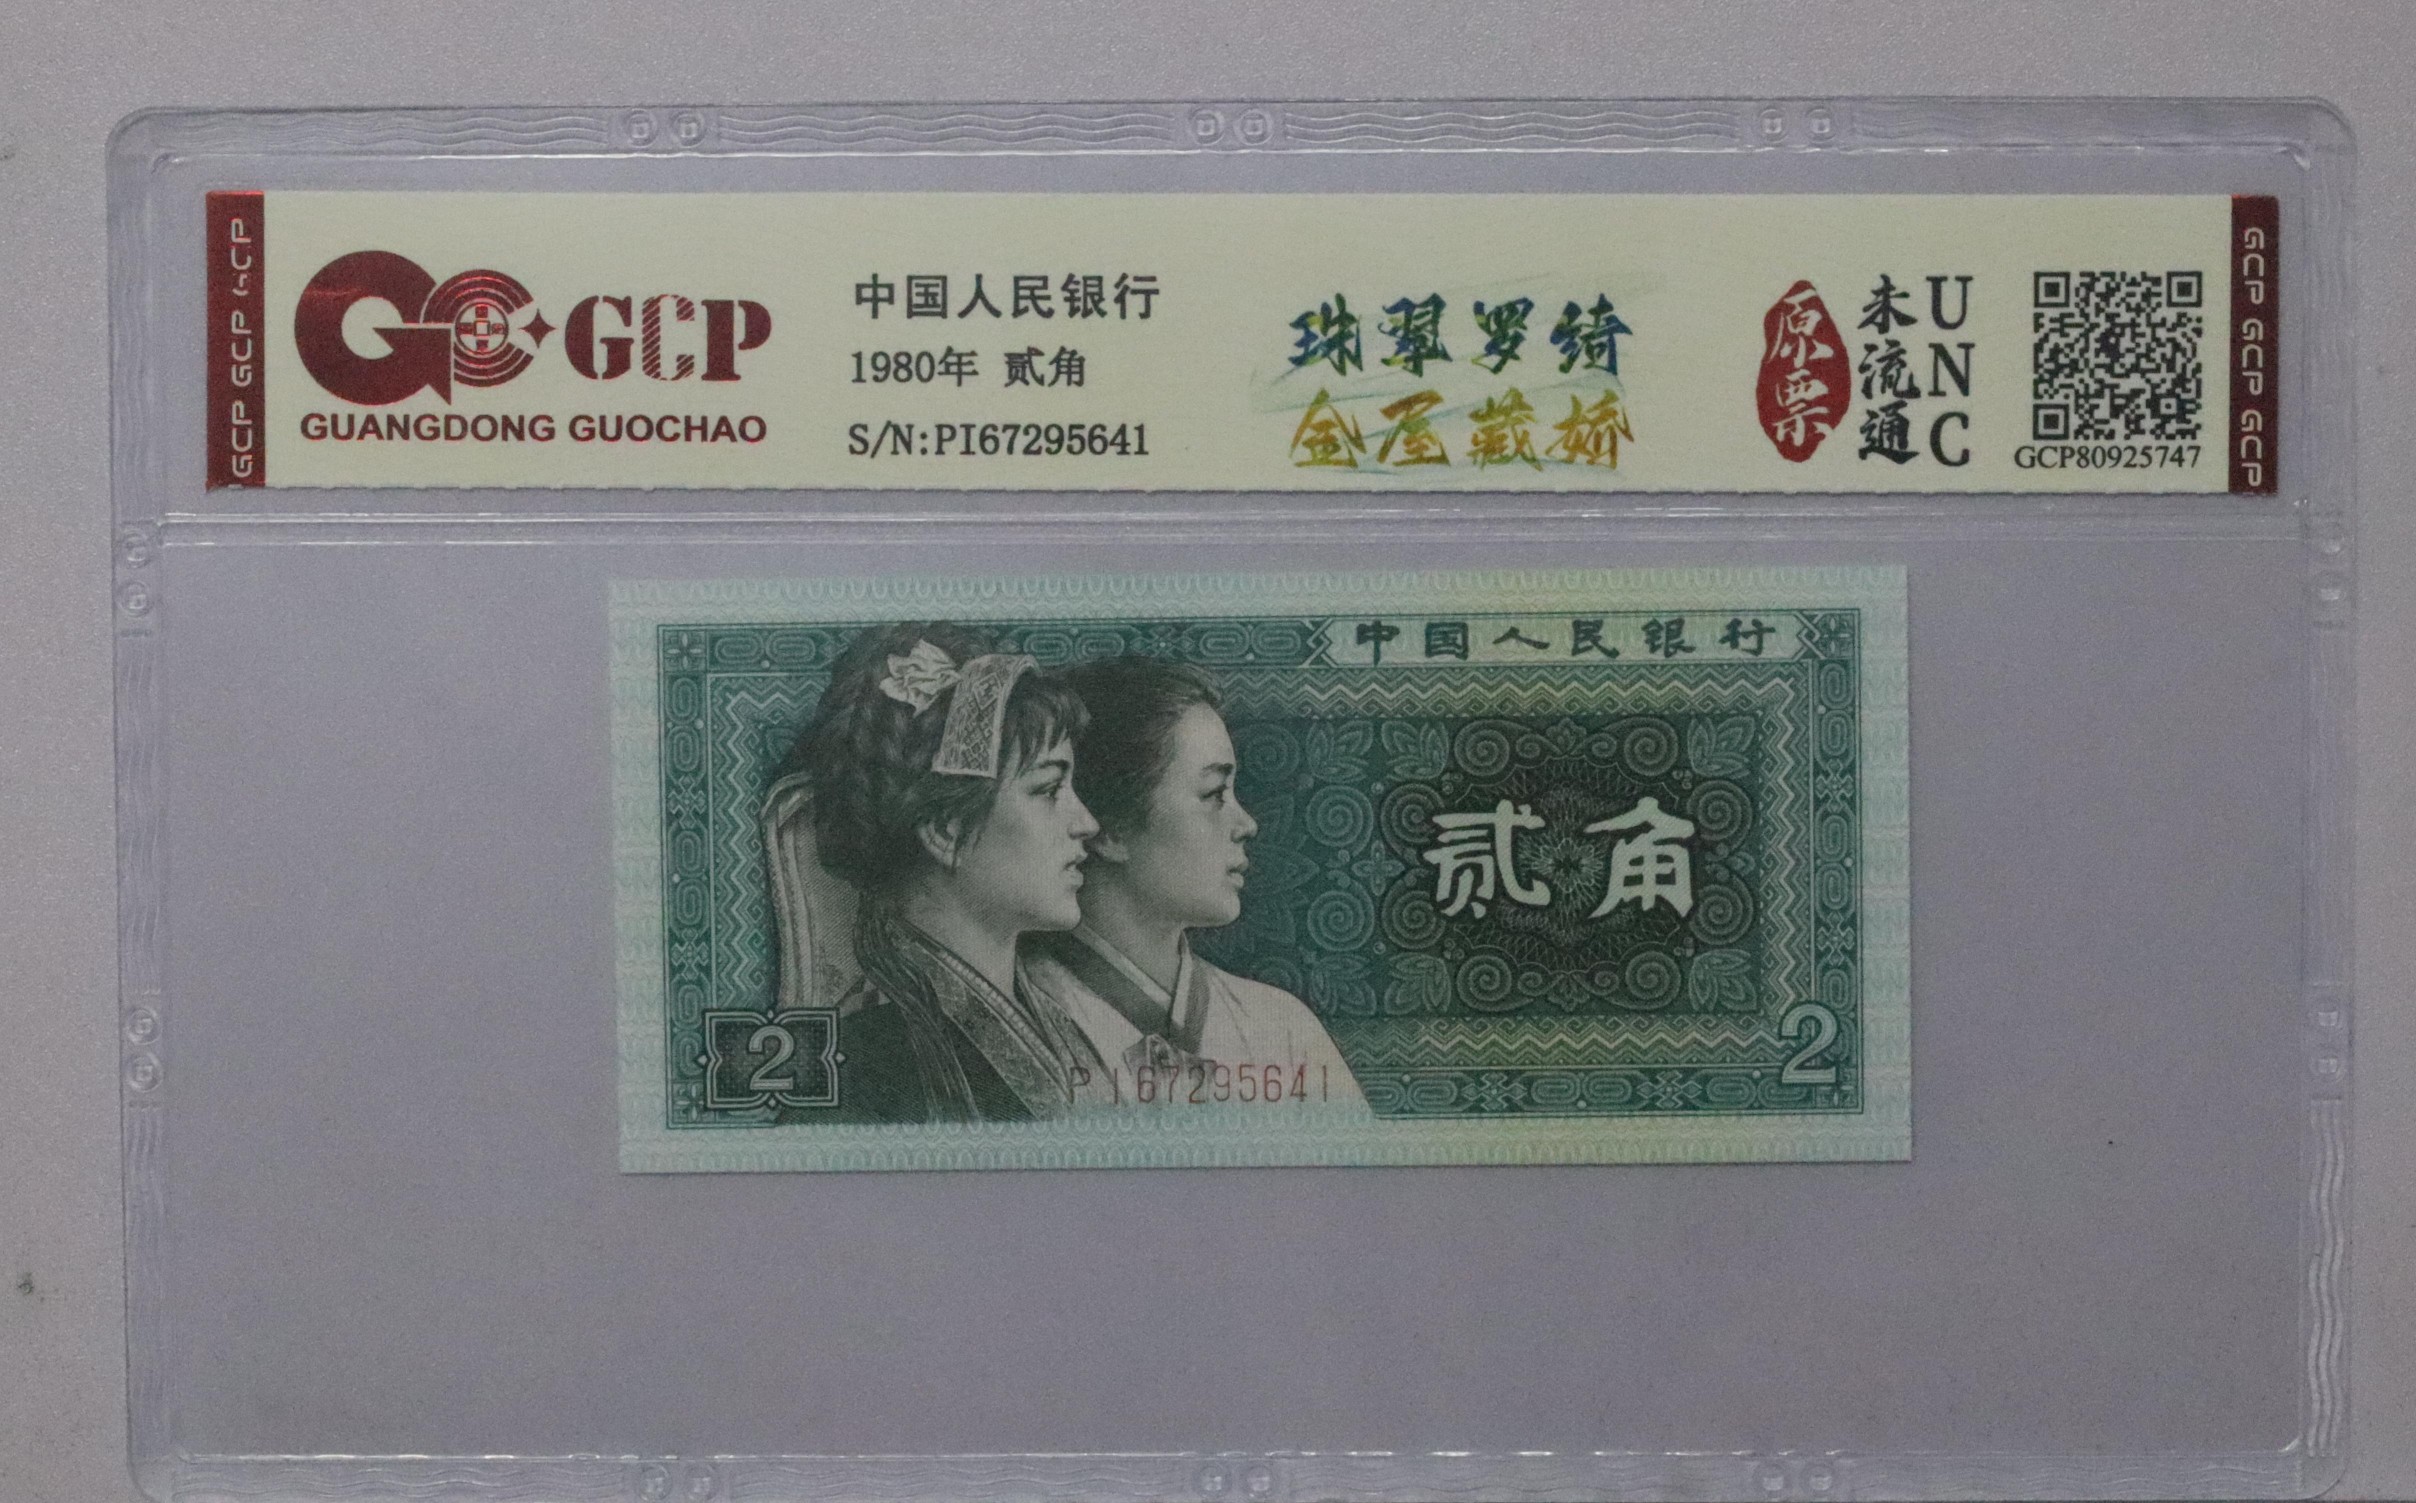 GCP GCP GCP
GCP
GUANGDONG GUOCHAO
中国人民银行
1980年 贰角
S/N:PI67295641
珠翠罗绮
金屋藏娇
原票
未流通
UNC
GCP80925747
GCP GCP GCP
中国人民银行
贰角
2
PI67295641
2